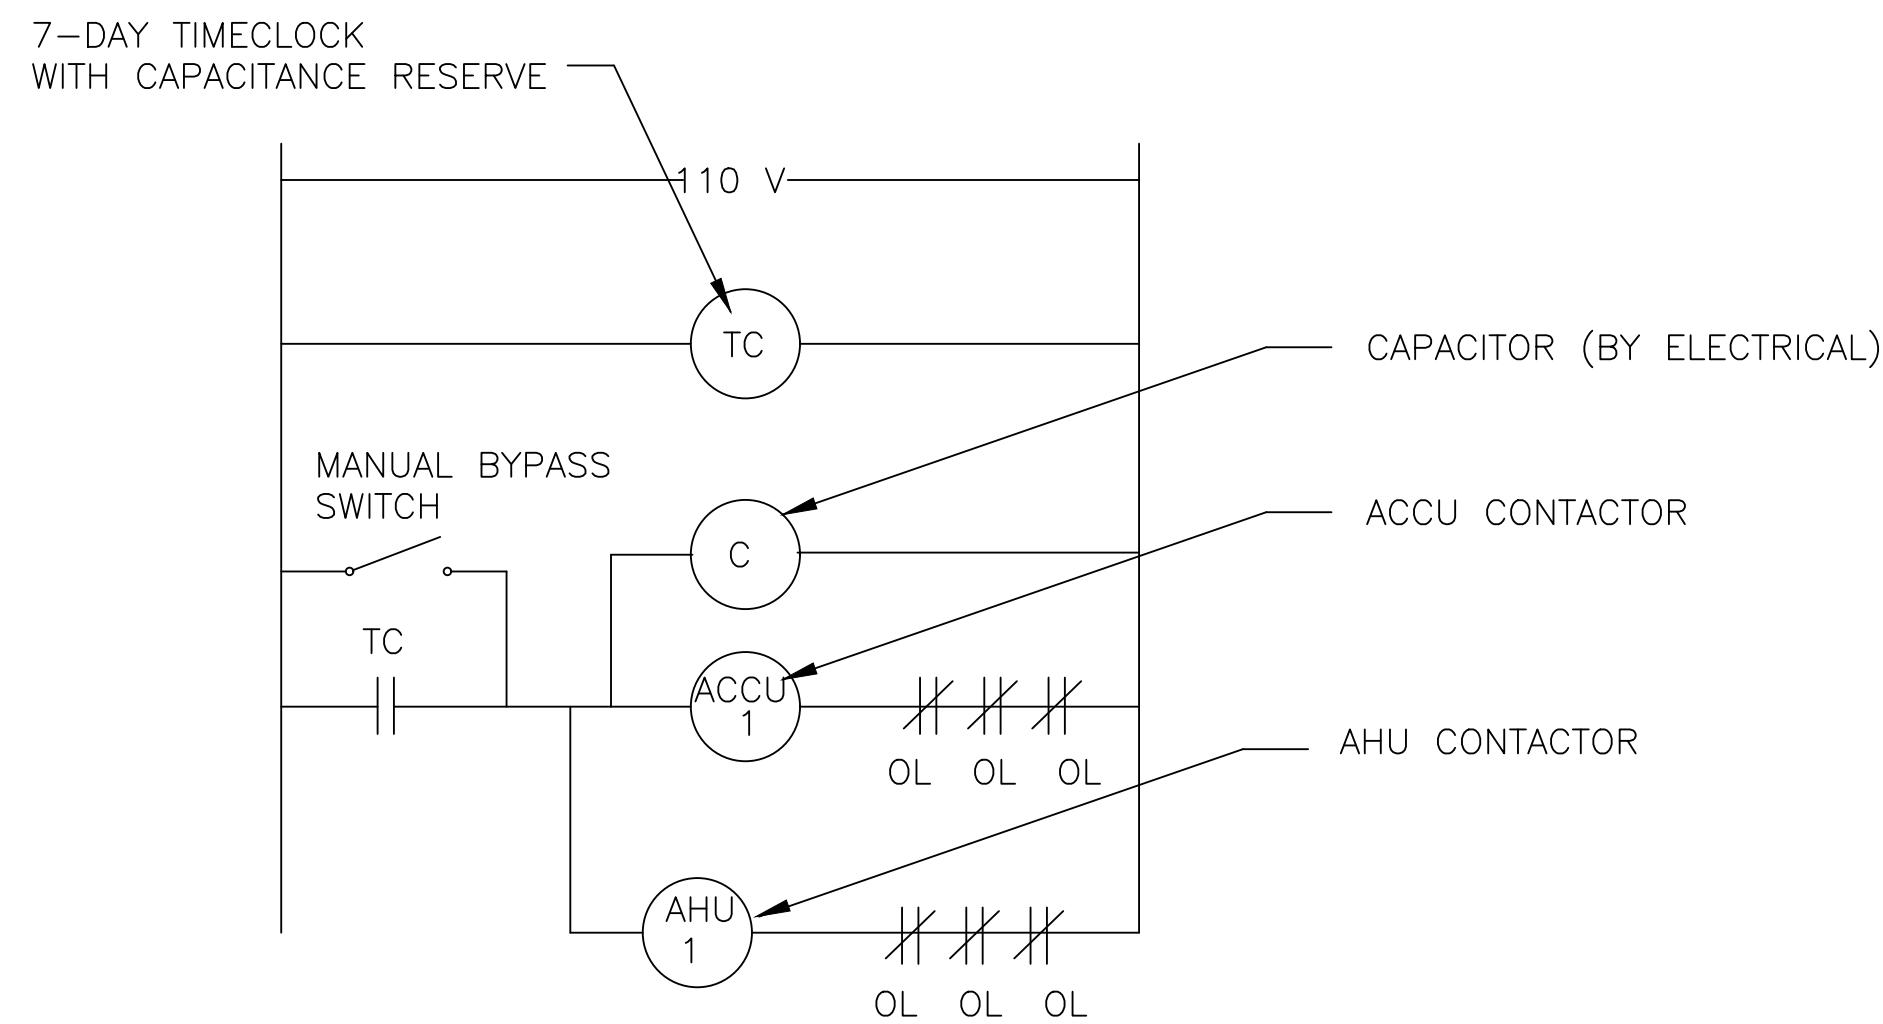 7-DAY TIMECLOCK
WITH CAPACITANCE RESERVE
110 V
TC
CAPACITOR (BY ELECTRICAL)
MANUAL BYPASS
SWITCH
ACCU CONTACTOR
C
TC
ACCU
1
OL OL OL
AHU CONTACTOR
AHU
1
OL OL OL